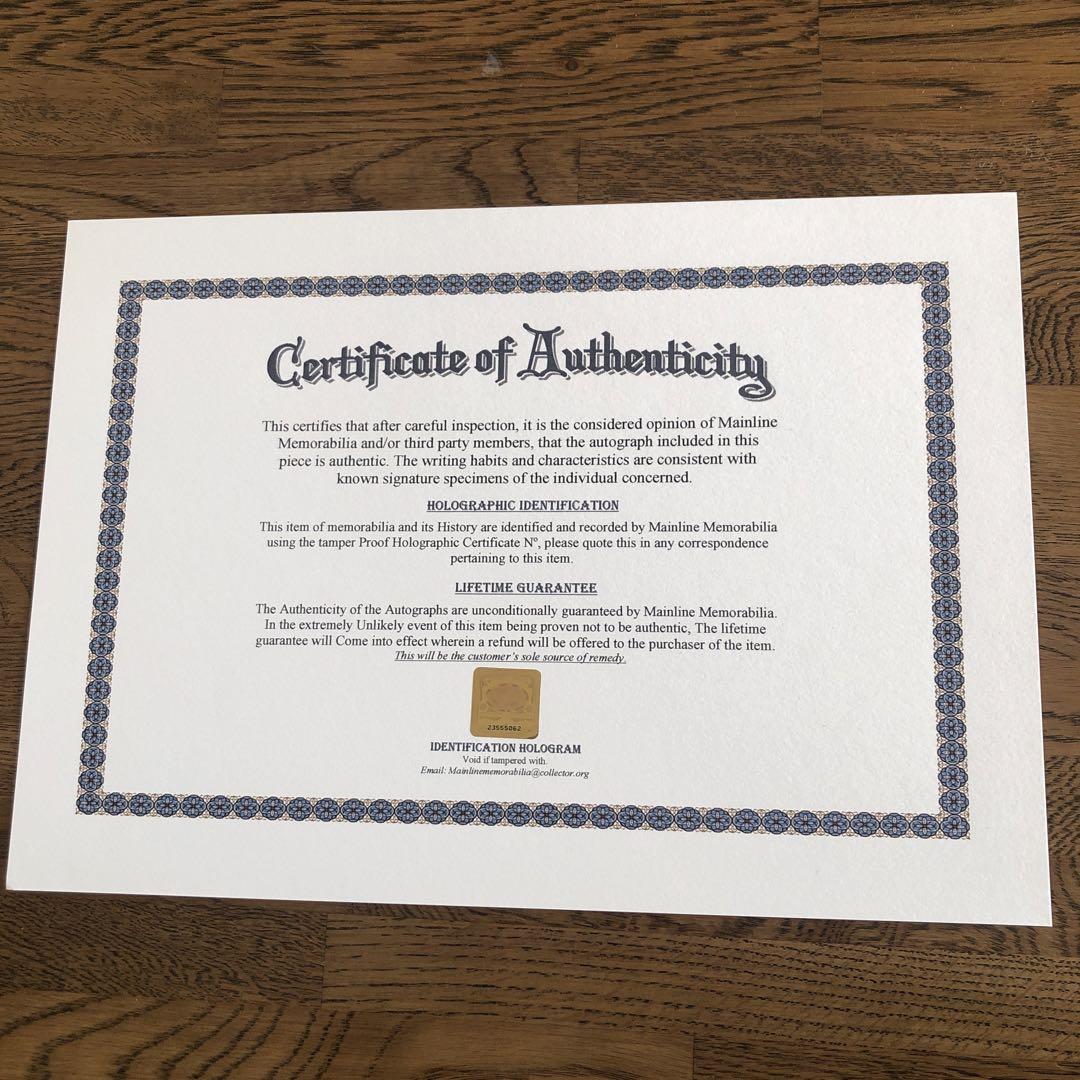 Certificate of Authenticity
This certifies that after careful inspection, it is the considered opinion of Mainline
Memorabilia and/or third party members, that the autograph included in this
piece is authentic. The writing habits and characteristics are consistent with
known signature specimens of the individual concerned.
HOLOGRAPHIC IDENTIFICATION
This item of memorabilia and its History are identified and recorded by Mainline Memorabilia
using the tamper Proof Holographic Certificate Nº, please quote this in any correspondence
pertaining to this item.
LIFETIME GUARANTEE
The Authenticity of the Autographs are unconditionally guaranteed by Mainline Memorabilia.
In the extremely Unlikely event of this item being proven not to be authentic, The lifetime
guarantee will Come into effect wherein a refund will be offered to the purchaser of the item.
This will be the customer's sole source of remedy.
23555062
IDENTIFICATION HOLOGRAM
Void if tampered with.
Email: Mainlinememorabilia@collector.org